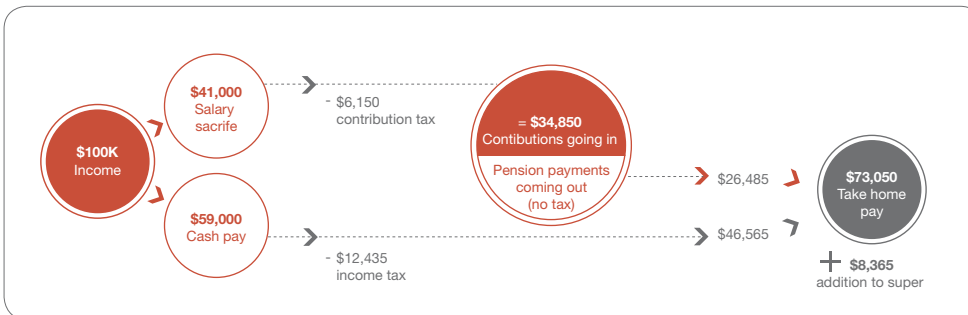 $100K
Income
$41,000
Salary
sacrife
- $6,150
contribution tax
= $34,850
Contibutions going in
Pension payments
coming out
(no tax)
$26,485
$59,000
Cash pay
- $12,435
income tax
$46,565
$73,050
Take home
pay
+ $8,365
addition to super